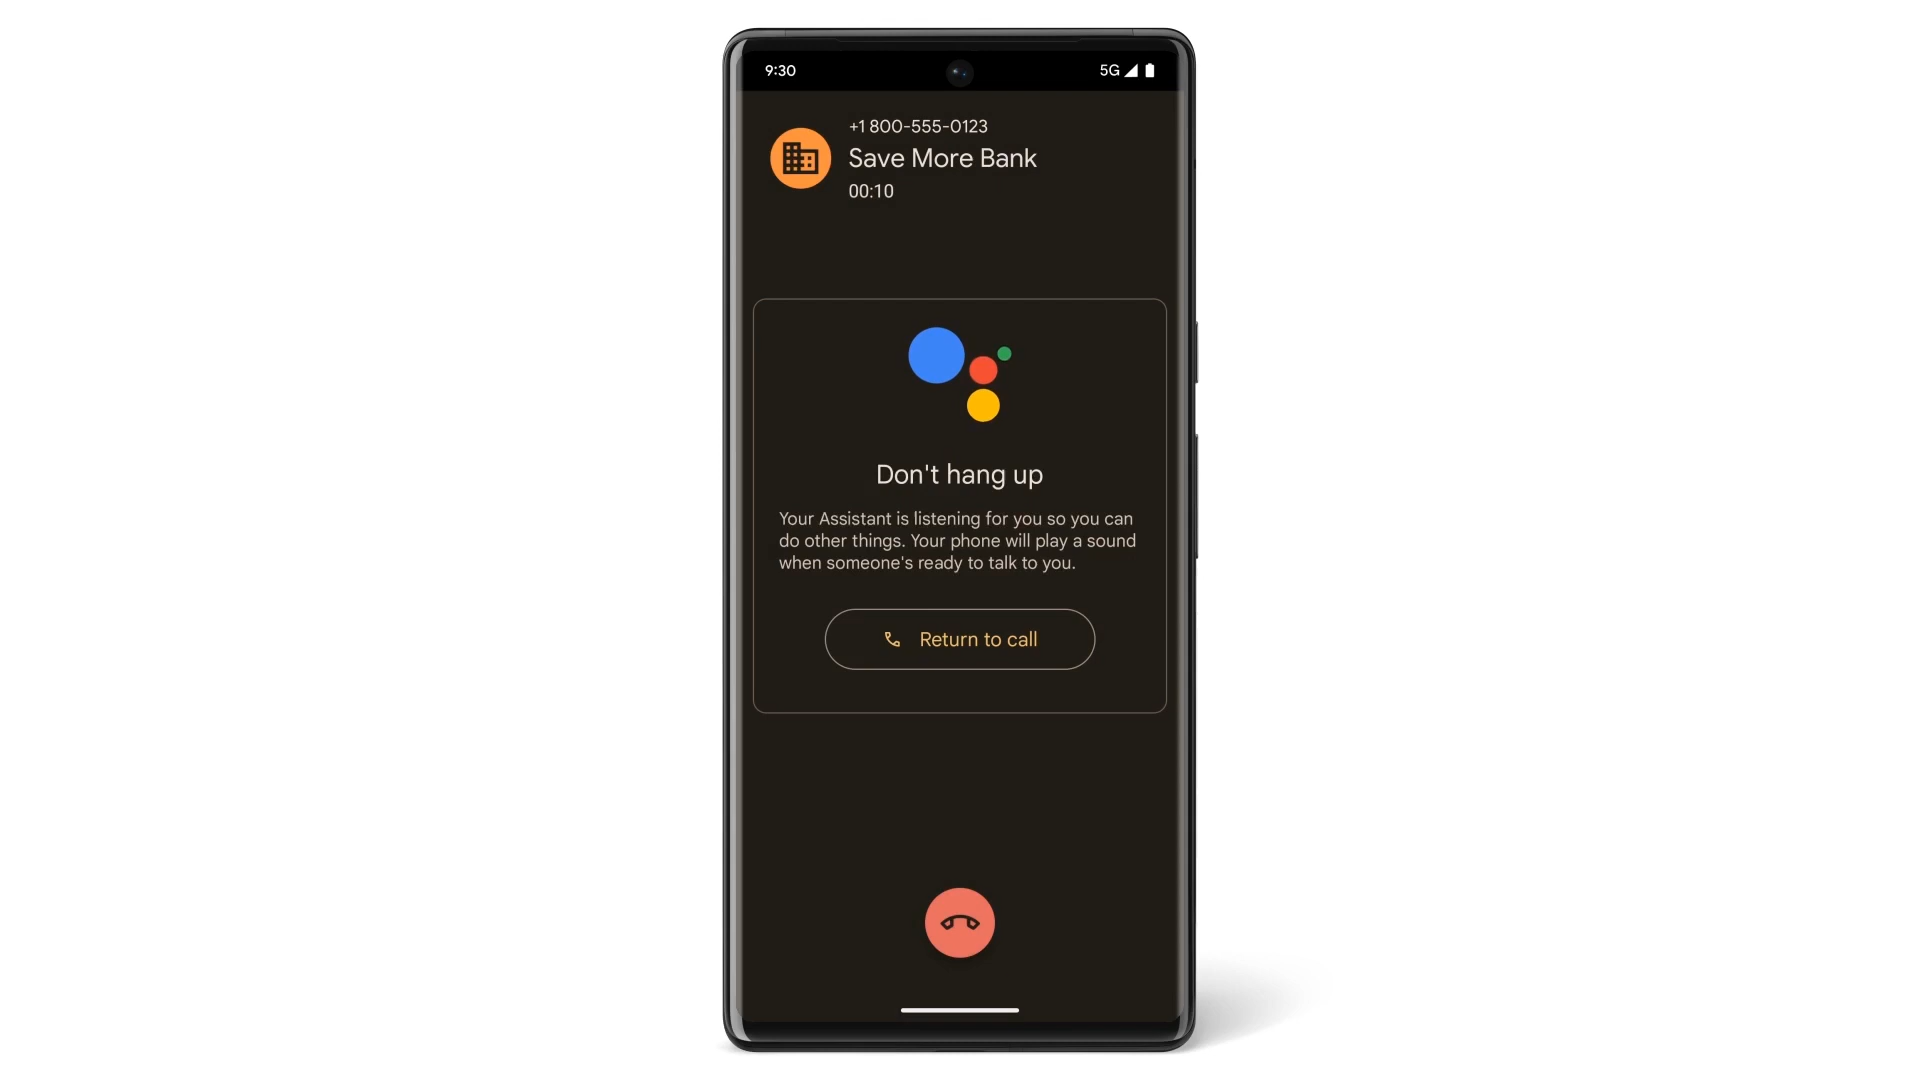 9:30
5G
+1 800-555-0123
Save More Bank
00:10
Don't hang up
Your Assistant is listening for you so you can
do other things. Your phone will play a sound
when someone's ready to talk to you.
Return to call